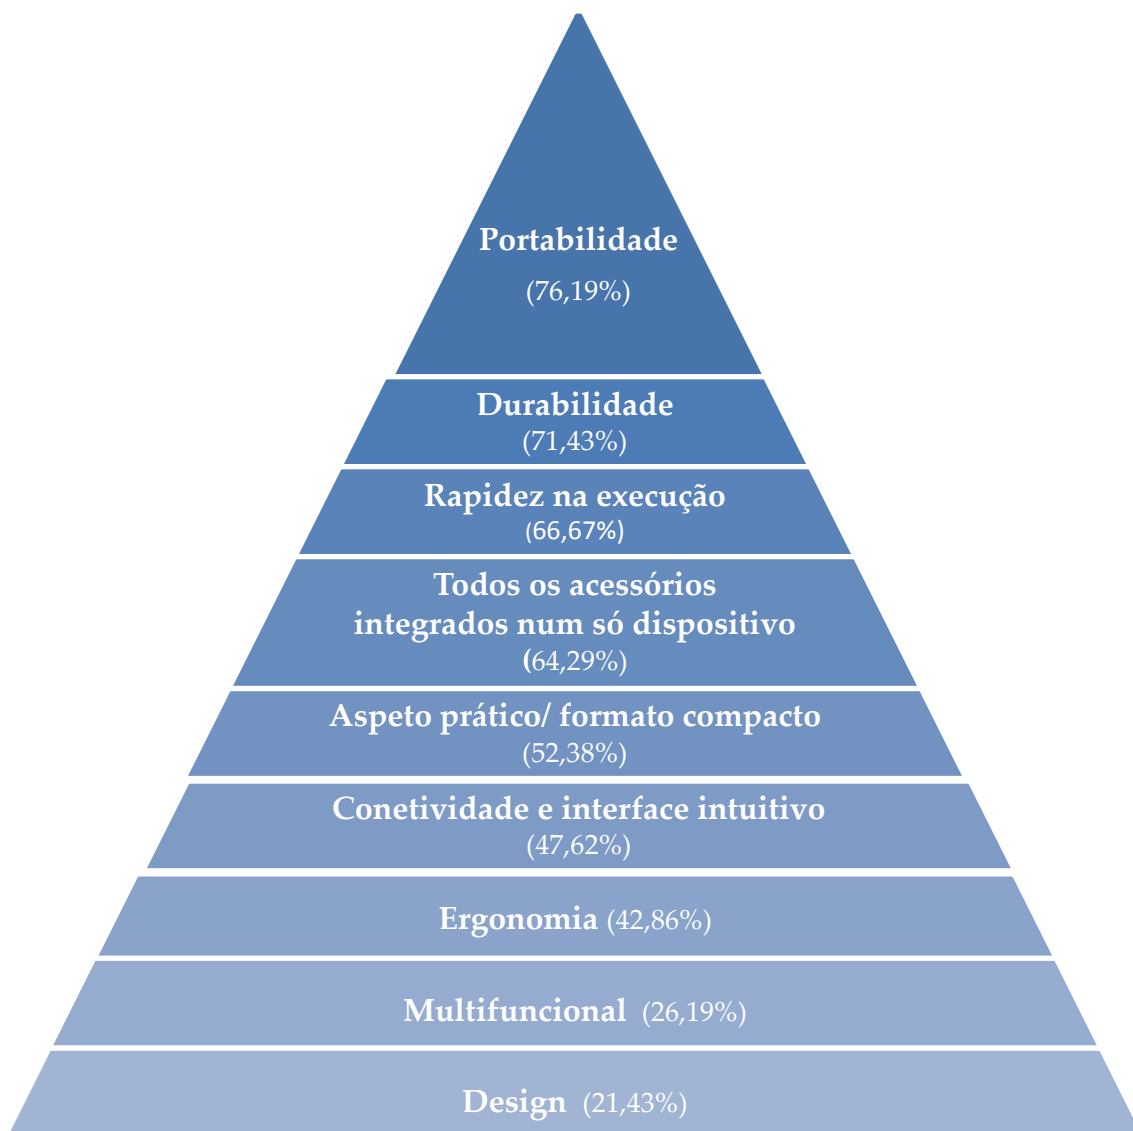 Portabilidade
(76,19%)
Durabilidade
(71,43%)
Rapidez na execução
(66,67%)
Todos os acessórios
integrados num só dispositivo
(64,29%)
Aspeto prático/ formato compacto
(52,38%)
Conetividade e interface intuitivo
(47,62%)
Ergonomia (42,86%)
Multifuncional (26,19%)
Design (21,43%)